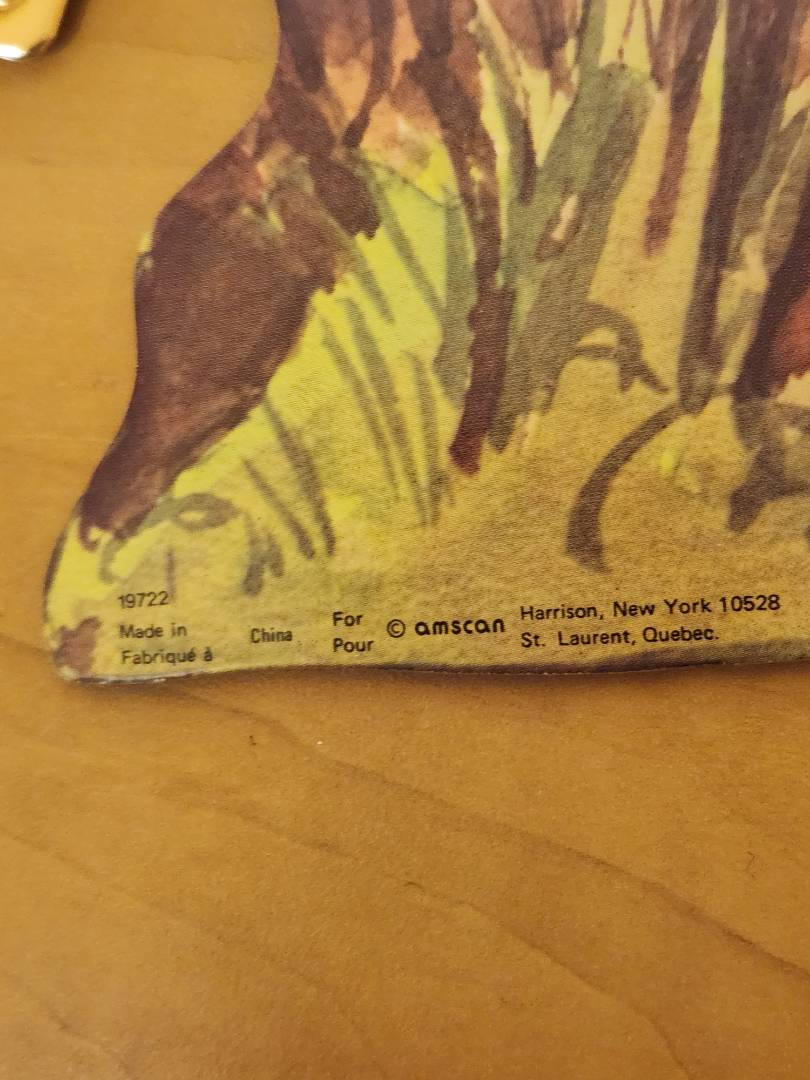 19722
Made in
Fabriqué à
China
For
Pour
© amscan
Harrison, New York 10528
St. Laurent, Quebec.